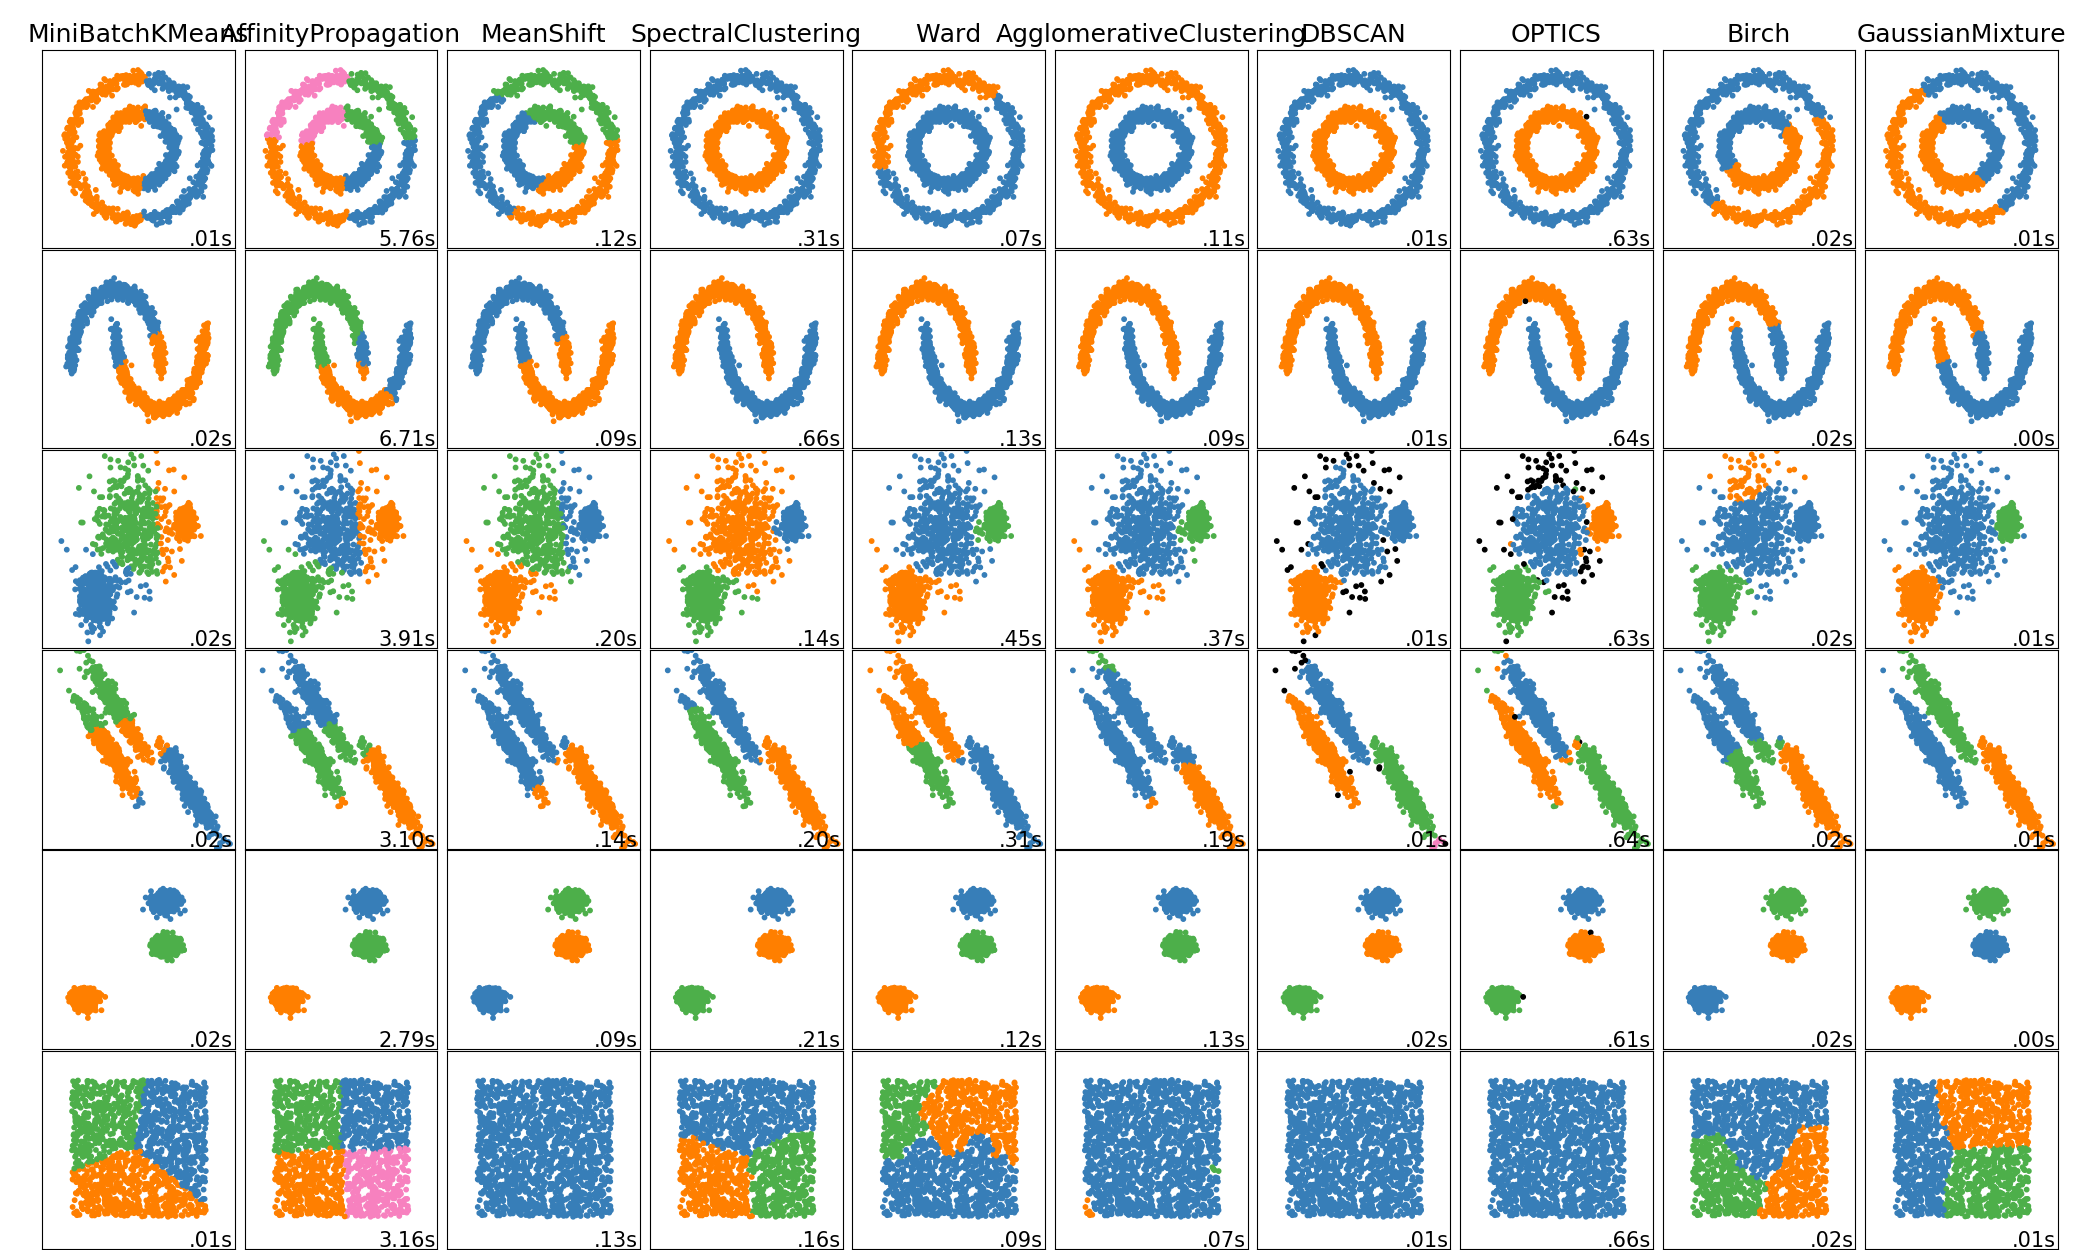 MiniBatchKMeans AffinityPropagation MeanShift SpectralClustering Ward AgglomerativeClustering DBSCAN OPTICS Birch GaussianMixture
.01s 5.76s .12s .31s .07s .11s .01s .63s .02s .01s
.02s 6.71s .09s .66s .13s .09s .01s .64s .02s .00s
.02s 3.91s .20s .14s .45s .37s .01s .63s .02s .01s
.02s 3.10s .14s .20s .31s .19s .01s .64s .02s .01s
.02s 2.79s .09s .21s .12s .13s .02s .61s .02s .00s
.01s 3.16s .13s .16s .09s .07s .01s .66s .02s .01s